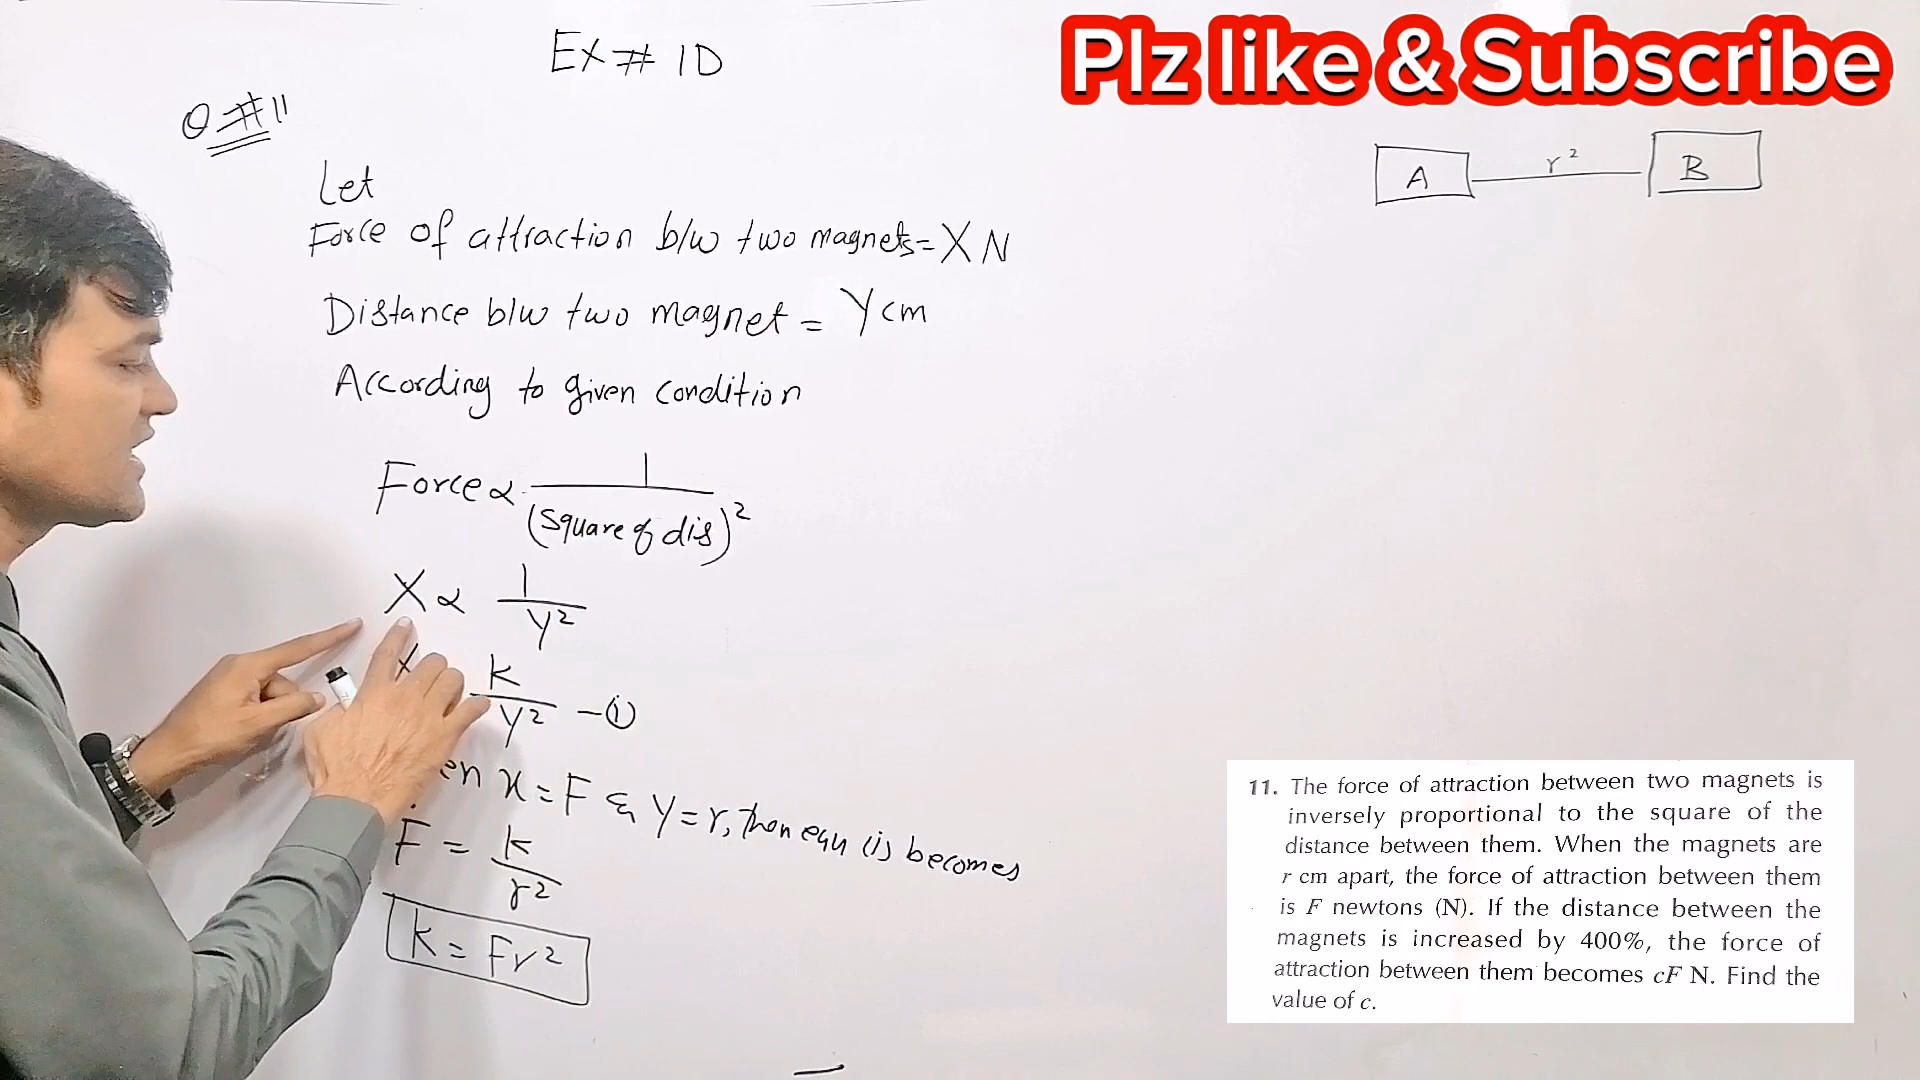 Ex # 1D
Plz like & Subscribe
Q #11
A r² B
Let
Force of attraction b/w two magnets = X N
Distance b/w two magnet = Y cm
According to given condition
Force ∝ 1/(square of dis)²
X ∝ 1/Y²
k/Y² -(i)
x = F & Y = r, then equ (i) becomes
F = k/r²
k = Fr²
11. The force of attraction between two magnets is
inversely proportional to the square of the
distance between them. When the magnets are
r cm apart, the force of attraction between them
is F newtons (N). If the distance between the
magnets is increased by 400%, the force of
attraction between them becomes cF N. Find the
value of c.